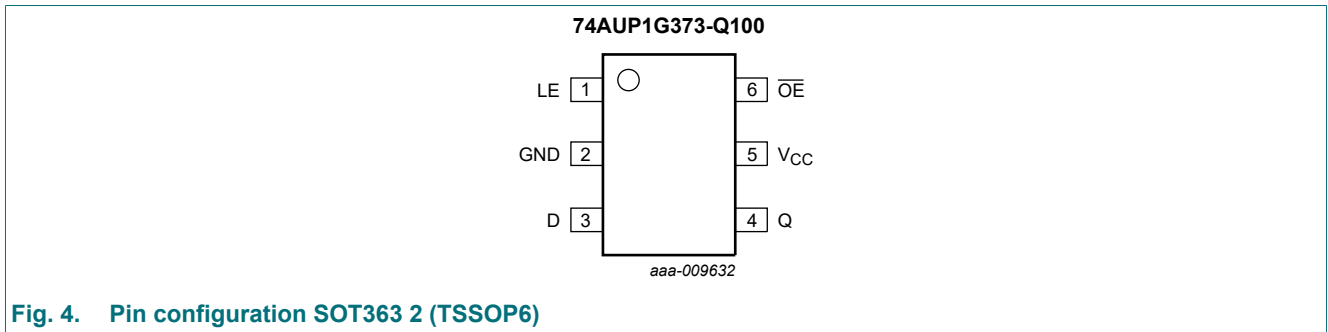 74AUP1G373-Q100
LE 1 6 O̅E̅
GND 2 5 VCC
D 3 4 Q
aaa-009632
Fig. 4. Pin configuration SOT363 2 (TSSOP6)